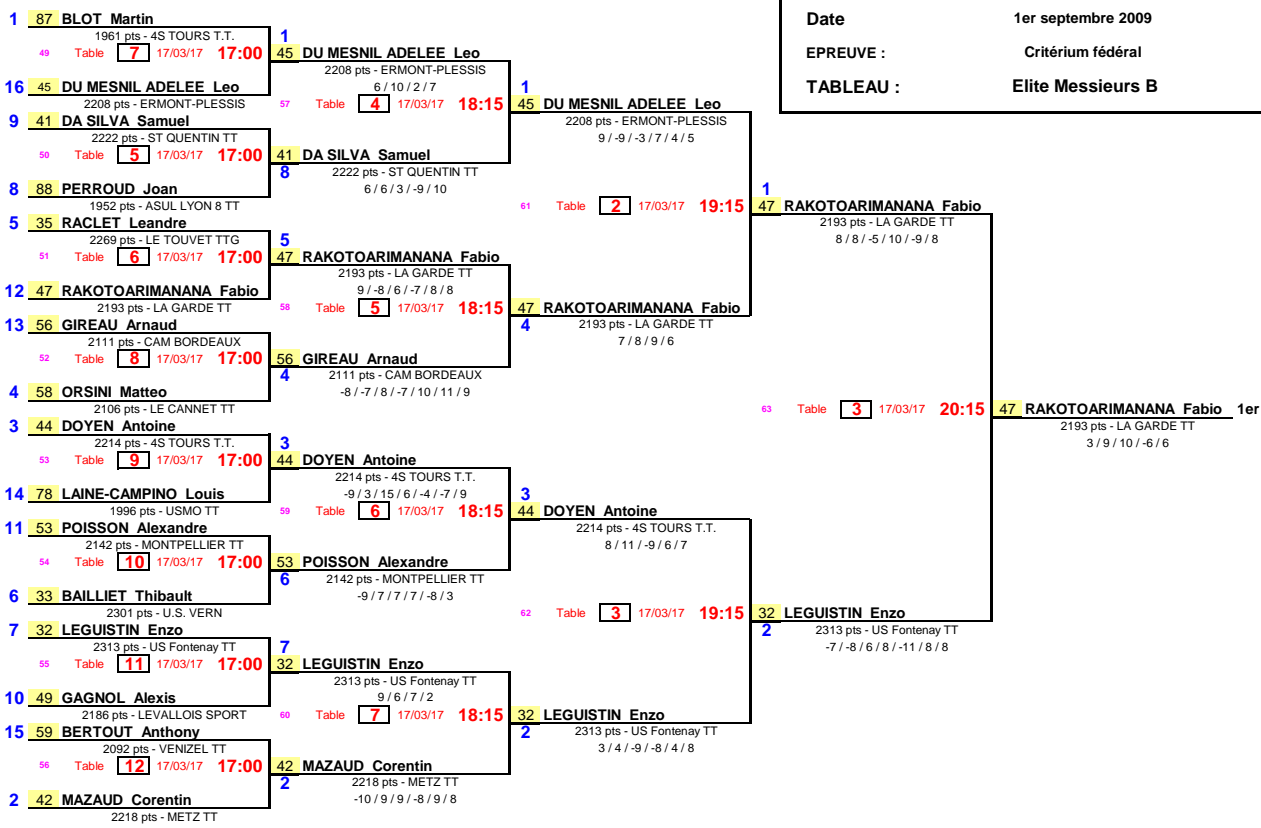 Date 1er septembre 2009
EPREUVE : Critérium fédéral
TABLEAU : Elite Messieurs B
1 87 BLOT Martin
1961 pts - 4S TOURS T.T.
49 Table 7 17/03/17 17:00
16 45 DU MESNIL ADELEE Leo
2208 pts - ERMONT-PLESSIS
9 41 DA SILVA Samuel
2222 pts - ST QUENTIN TT
50 Table 5 17/03/17 17:00
8 88 PERROUD Joan
1952 pts - ASUL LYON 8 TT
5 35 RACLET Leandre
2269 pts - LE TOUVET TTG
51 Table 6 17/03/17 17:00
12 47 RAKOTOARIMANANA Fabio
2193 pts - LA GARDE TT
13 56 GIREAU Arnaud
2111 pts - CAM BORDEAUX
52 Table 8 17/03/17 17:00
4 58 ORSINI Matteo
2106 pts - LE CANNET TT
3 44 DOYEN Antoine
2214 pts - 4S TOURS T.T.
53 Table 9 17/03/17 17:00
14 78 LAINE-CAMPINO Louis
1996 pts - USMO TT
11 53 POISSON Alexandre
2142 pts - MONTPELLIER TT
54 Table 10 17/03/17 17:00
6 33 BAILLIET Thibault
2301 pts - U.S. VERN
7 32 LEGUISTIN Enzo
2313 pts - US Fontenay TT
55 Table 11 17/03/17 17:00
10 49 GAGNOL Alexis
2186 pts - LEVALLOIS SPORT
15 59 BERTOUT Anthony
2092 pts - VENIZEL TT
56 Table 12 17/03/17 17:00
2 42 MAZAUD Corentin
2218 pts - METZ TT
1
45 DU MESNIL ADELEE Leo
2208 pts - ERMONT-PLESSIS
6 / 10 / 2 / 7
57 Table 4 17/03/17 18:15
41 DA SILVA Samuel
8
2222 pts - ST QUENTIN TT
6 / 6 / 3 / -9 / 10
5
47 RAKOTOARIMANANA Fabio
2193 pts - LA GARDE TT
9 / -8 / 6 / -7 / 8 / 8
58 Table 5 17/03/17 18:15
56 GIREAU Arnaud
4
2111 pts - CAM BORDEAUX
-8 / -7 / 8 / -7 / 10 / 11 / 9
3
44 DOYEN Antoine
2214 pts - 4S TOURS T.T.
-9 / 3 / 15 / 6 / -4 / -7 / 9
59 Table 6 17/03/17 18:15
53 POISSON Alexandre
6
2142 pts - MONTPELLIER TT
-9 / 7 / 7 / 7 / -8 / 3
7
32 LEGUISTIN Enzo
2313 pts - US Fontenay TT
9 / 6 / 7 / 2
60 Table 7 17/03/17 18:15
42 MAZAUD Corentin
2
2218 pts - METZ TT
-10 / 9 / 9 / -8 / 9 / 8
1
45 DU MESNIL ADELEE Leo
2208 pts - ERMONT-PLESSIS
9 / -9 / -3 / 7 / 4 / 5
61 Table 2 17/03/17 19:15
47 RAKOTOARIMANANA Fabio
4
2193 pts - LA GARDE TT
7 / 8 / 9 / 6
3
44 DOYEN Antoine
2214 pts - 4S TOURS T.T.
8 / 11 / -9 / 6 / 7
62 Table 3 17/03/17 19:15
32 LEGUISTIN Enzo
2
2313 pts - US Fontenay TT
3 / 4 / -9 / -8 / 4 / 8
1
47 RAKOTOARIMANANA Fabio
2193 pts - LA GARDE TT
8 / 8 / -5 / 10 / -9 / 8
63 Table 3 17/03/17 20:15
32 LEGUISTIN Enzo
2
2313 pts - US Fontenay TT
-7 / -8 / 6 / 8 / -11 / 8 / 8
47 RAKOTOARIMANANA Fabio 1er
2193 pts - LA GARDE TT
3 / 9 / 10 / -6 / 6